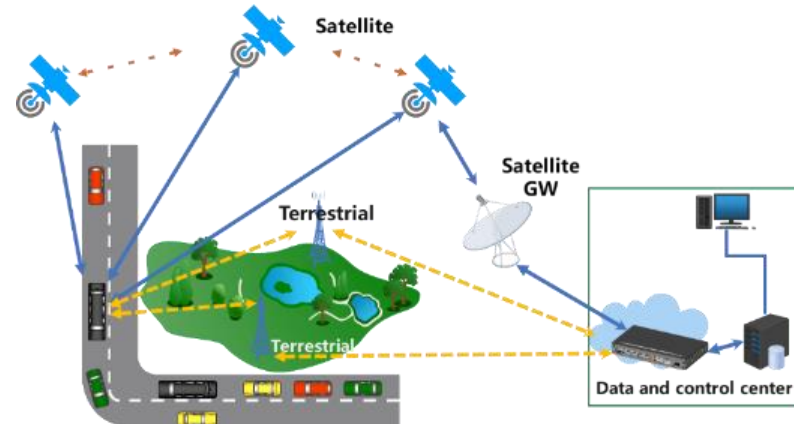 Satellite
Satellite
GW
Terrestrial
Terrestrial
Data and control center